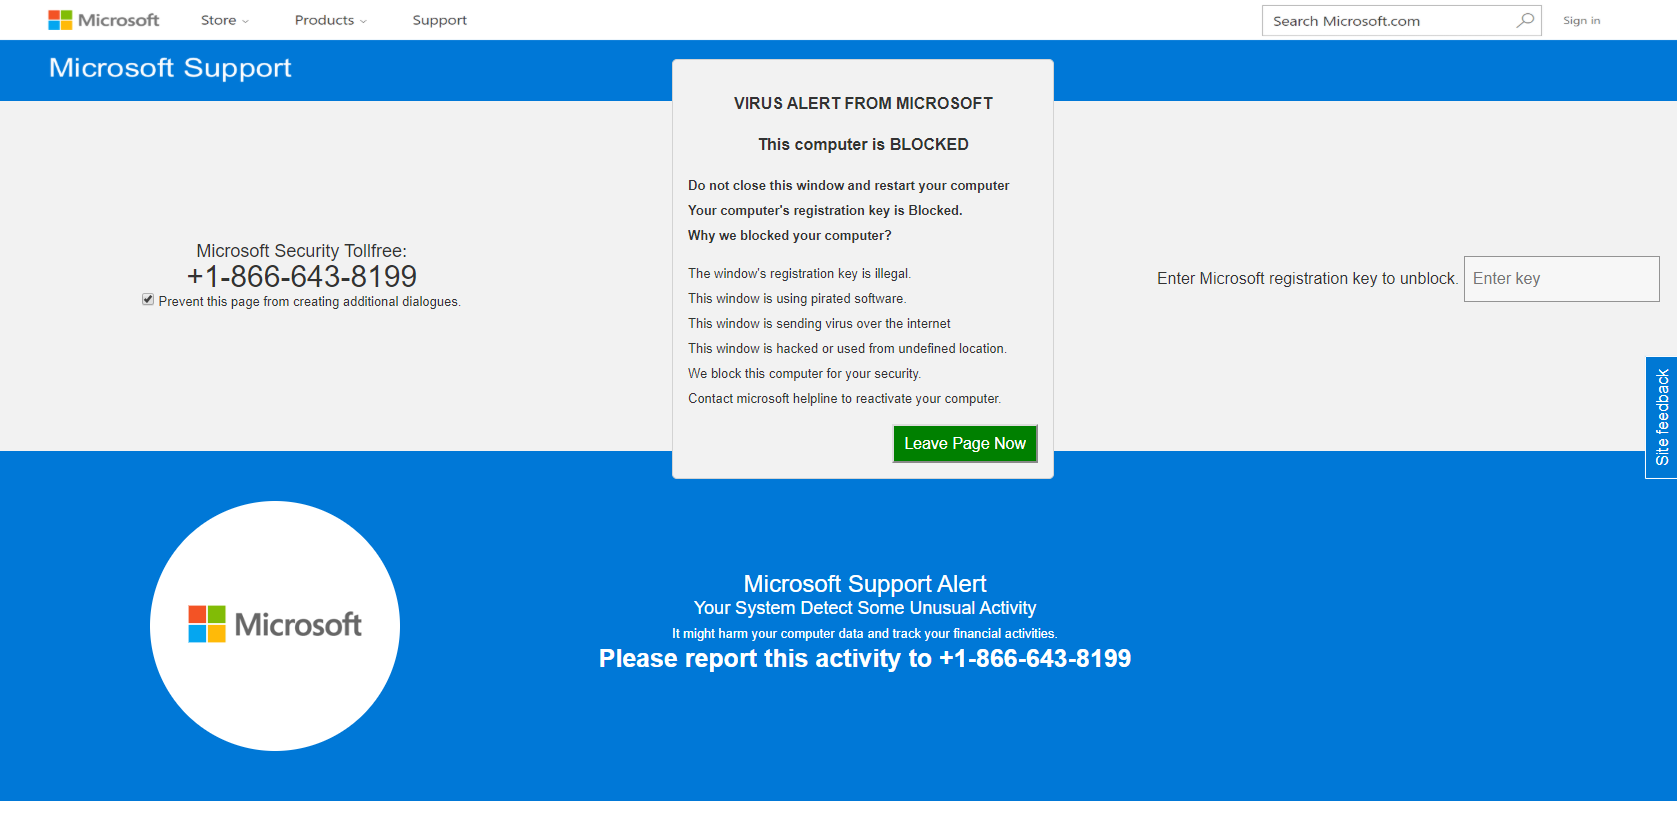 Microsoft Store Products Support Search Microsoft.com Sign in
Microsoft Support
VIRUS ALERT FROM MICROSOFT
This computer is BLOCKED
Do not close this window and restart your computer
Your computer's registration key is Blocked.
Why we blocked your computer?
The window's registration key is illegal.
This window is using pirated software.
This window is sending virus over the internet
This window is hacked or used from undefined location.
We block this computer for your security.
Contact microsoft helpline to reactivate your computer.
Leave Page Now
Microsoft Security Tollfree:
+1-866-643-8199
Prevent this page from creating additional dialogues.
Enter Microsoft registration key to unblock. Enter key
Site feedback
Microsoft
Microsoft Support Alert
Your System Detect Some Unusual Activity
It might harm your computer data and track your financial activities.
Please report this activity to +1-866-643-8199